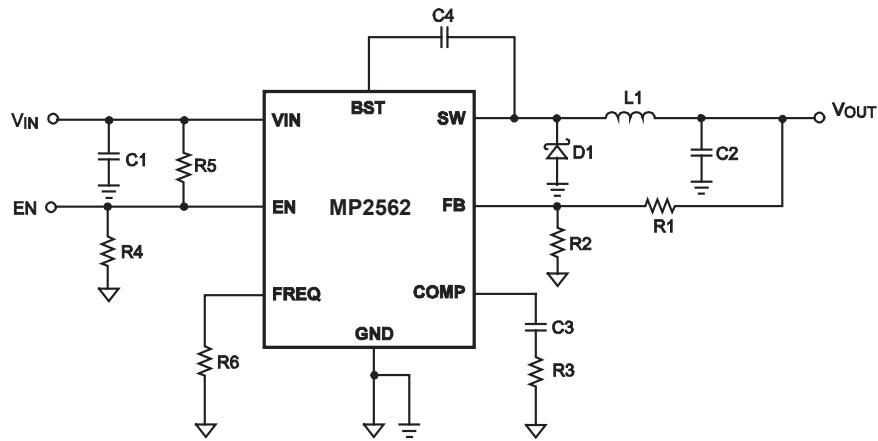 C4
BST
VIN
VIN
SW
L1
VOUT
C1
R5
D1
C2
EN
EN
MP2562
FB
R1
R4
R2
FREQ
COMP
C3
GND
R6
R3